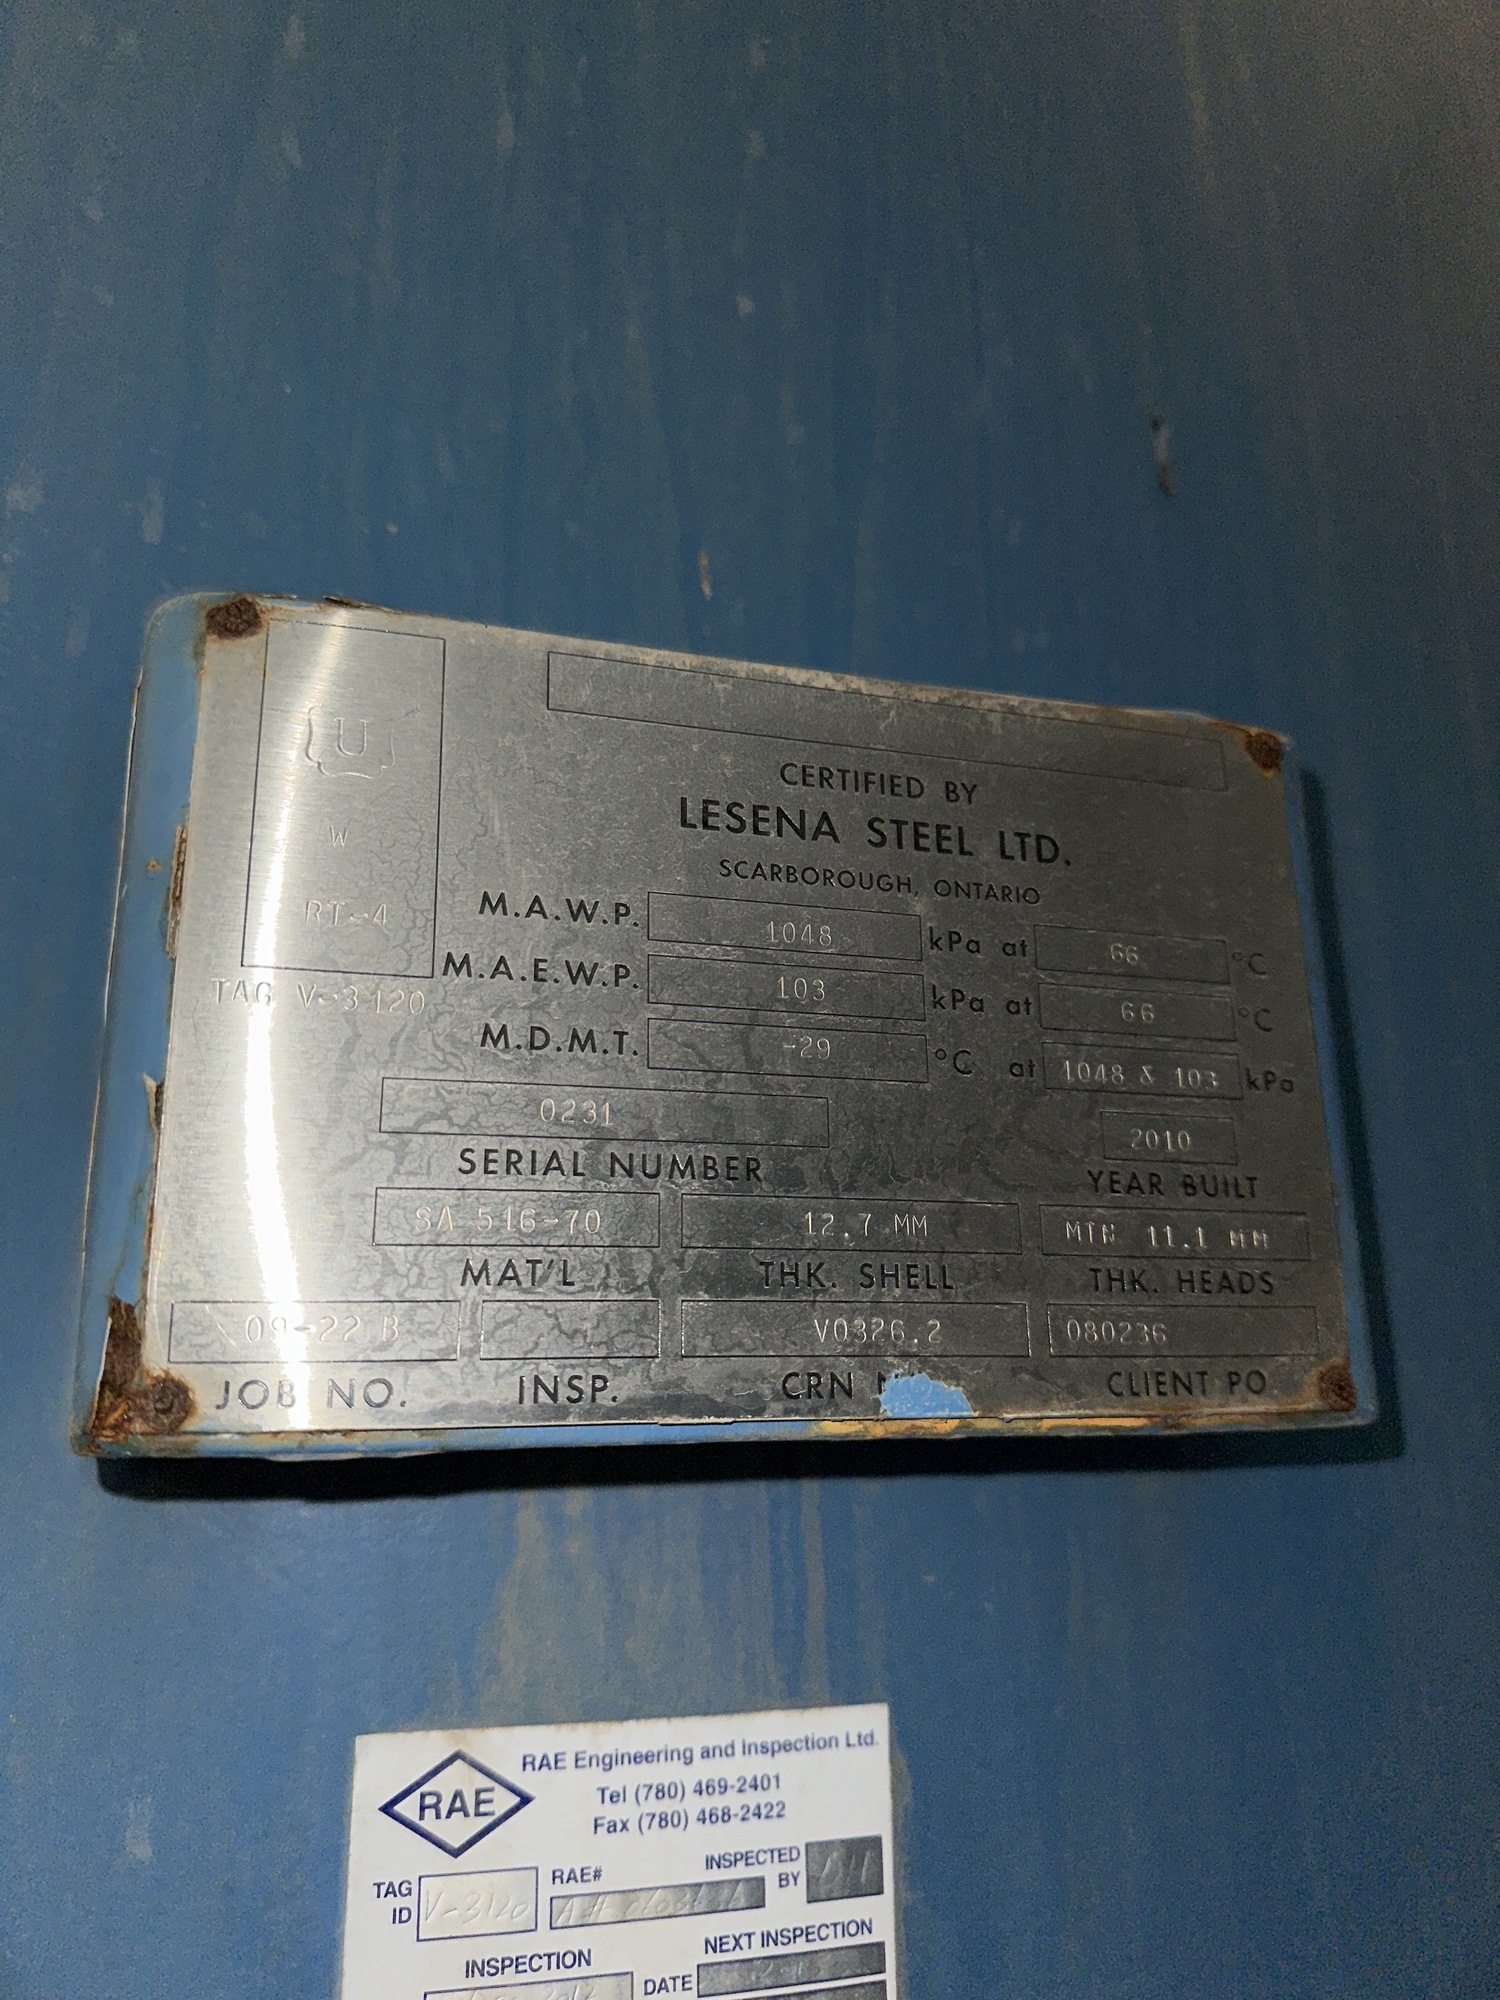 U
W
RT-4
TAG V-3120
CERTIFIED BY
LESENA STEEL LTD.
SCARBOROUGH, ONTARIO
M.A.W.P. 1048 kPa at 66 °C
M.A.E.W.P. 103 kPa at 66 °C
M.D.M.T. -29 °C at 1048 & 103 kPa
0231 2010
SERIAL NUMBER YEAR BUILT
SA 516-70 12.7 MM MIN 11.1 MM
MAT'L THK. SHELL THK. HEADS
09-22 B V0326.2 080236
JOB NO. INSP. CRN CLIENT PO
RAE
RAE Engineering and Inspection Ltd.
Tel (780) 469-2401
Fax (780) 468-2422
TAG ID V-3120 RAE# INSPECTED BY
INSPECTION NEXT INSPECTION
DATE